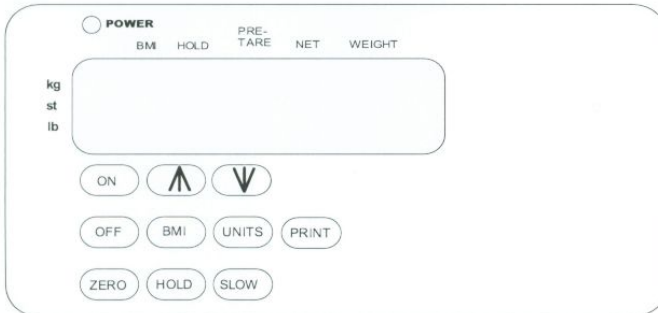 POWER
PRE-
BMI HOLD TARE NET WEIGHT
kg
st
lb
ON
OFF BMI UNITS PRINT
ZERO HOLD SLOW